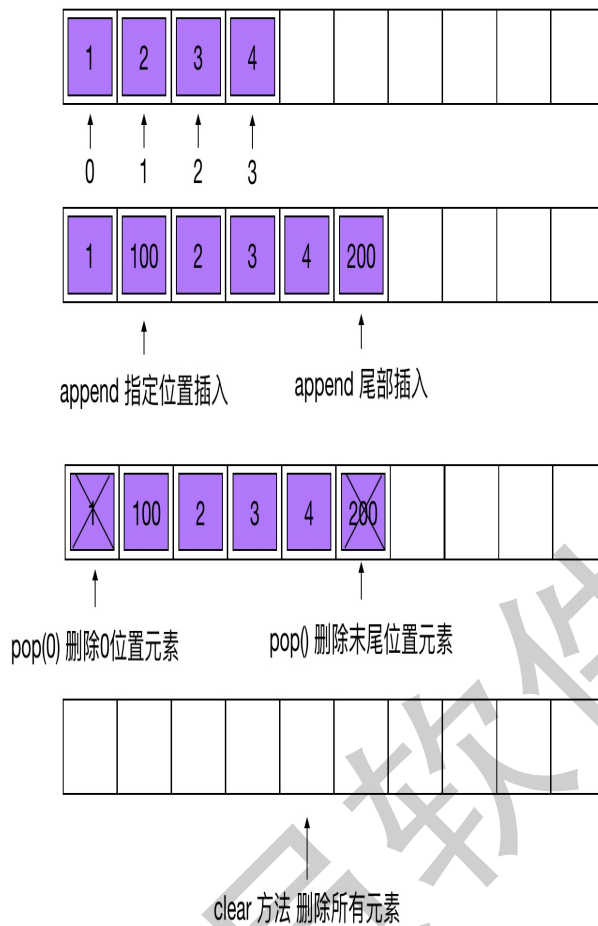 1 2 3 4
0 1 2 3
1 100 2 3 4 200
append 指定位置插入 append 尾部插入
1 100 2 3 4 200
pop(0) 删除0位置元素 pop() 删除末尾位置元素
clear 方法 删除所有元素
软件